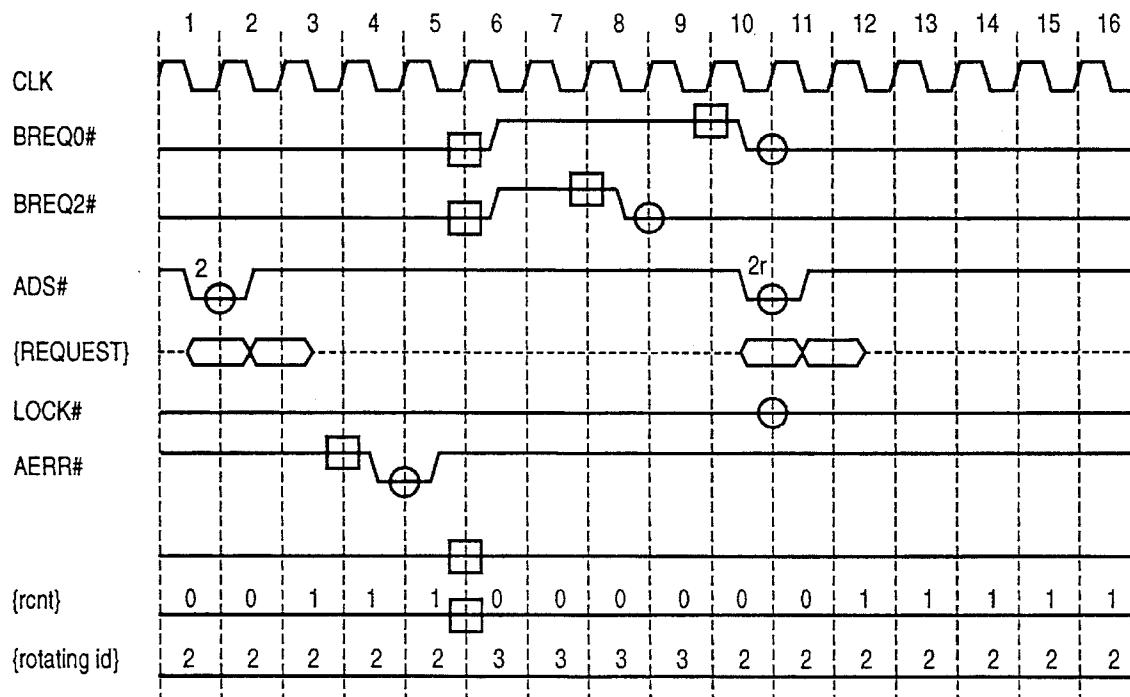 1 2 3 4 5 6 7 8 9 10 11 12 13 14 15 16
CLK
BREQ0#
BREQ2#
ADS# 2 2r
{REQUEST}
LOCK#
AERR#
{rcnt} 0 0 1 1 1 0 0 0 0 0 0 1 1 1 1 1
{rotating id} 2 2 2 2 2 3 3 3 3 2 2 2 2 2 2 2